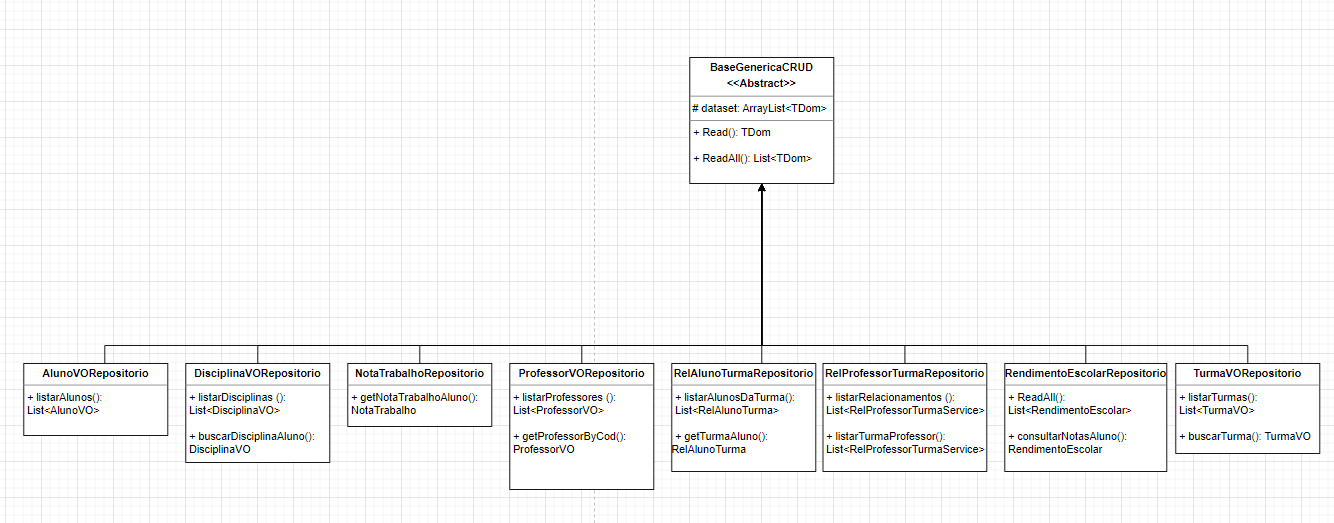 BaseGenericaCRUD
<<Abstract>>
# dataset: ArrayList<TDom>
+ Read(): TDom
+ ReadAll(): List<TDom>
AlunoVORepositorio
+ listarAlunos():
List<AlunoVO>
DisciplinaVORepositorio
+ listarDisciplinas ():
List<DisciplinaVO>
+ buscarDisciplinaAluno():
DisciplinaVO
NotaTrabalhoRepositorio
+ getNotaTrabalhoAluno():
NotaTrabalho
ProfessorVORepositorio
+ listarProfessores ():
List<ProfessorVO>
+ getProfessorByCod():
ProfessorVO
RelAlunoTurmaRepositorio
+ listarAlunosDaTurma():
List<RelAlunoTurma>
+ getTurmaAluno():
RelAlunoTurma
RelProfessorTurmaRepositorio
+ listarRelacionamentos ():
List<RelProfessorTurmaService>
+ listarTurmaProfessor():
List<RelProfessorTurmaService>
RendimentoEscolarRepositorio
+ ReadAll():
List<RendimentoEscolar>
+ consultarNotasAluno():
RendimentoEscolar
TurmaVORepositorio
+ listarTurmas():
List<TurmaVO>
+ buscarTurma(): TurmaVO